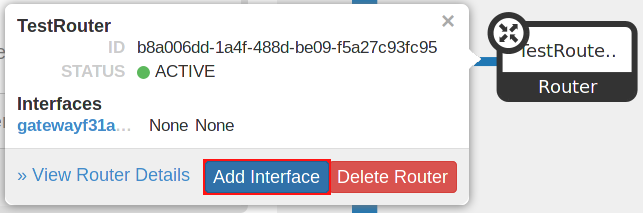 TestRouter
×
ID b8a006dd-1a4f-488d-be09-f5a27c93fc95
STATUS ACTIVE
Interfaces
gatewayf31a... None None
» View Router Details
Add Interface
Delete Router
TestRoute..
Router